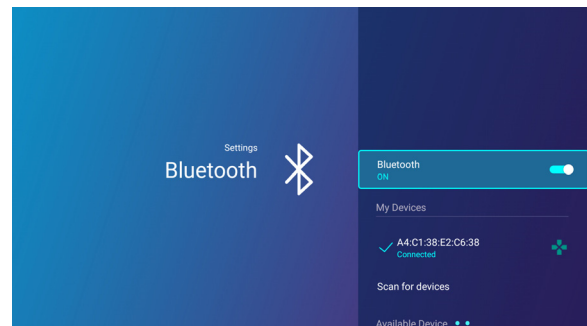 Settings
Bluetooth
Bluetooth
ON
My Devices
A4:C1:38:E2:C6:38
Connected
Scan for devices
Available Device